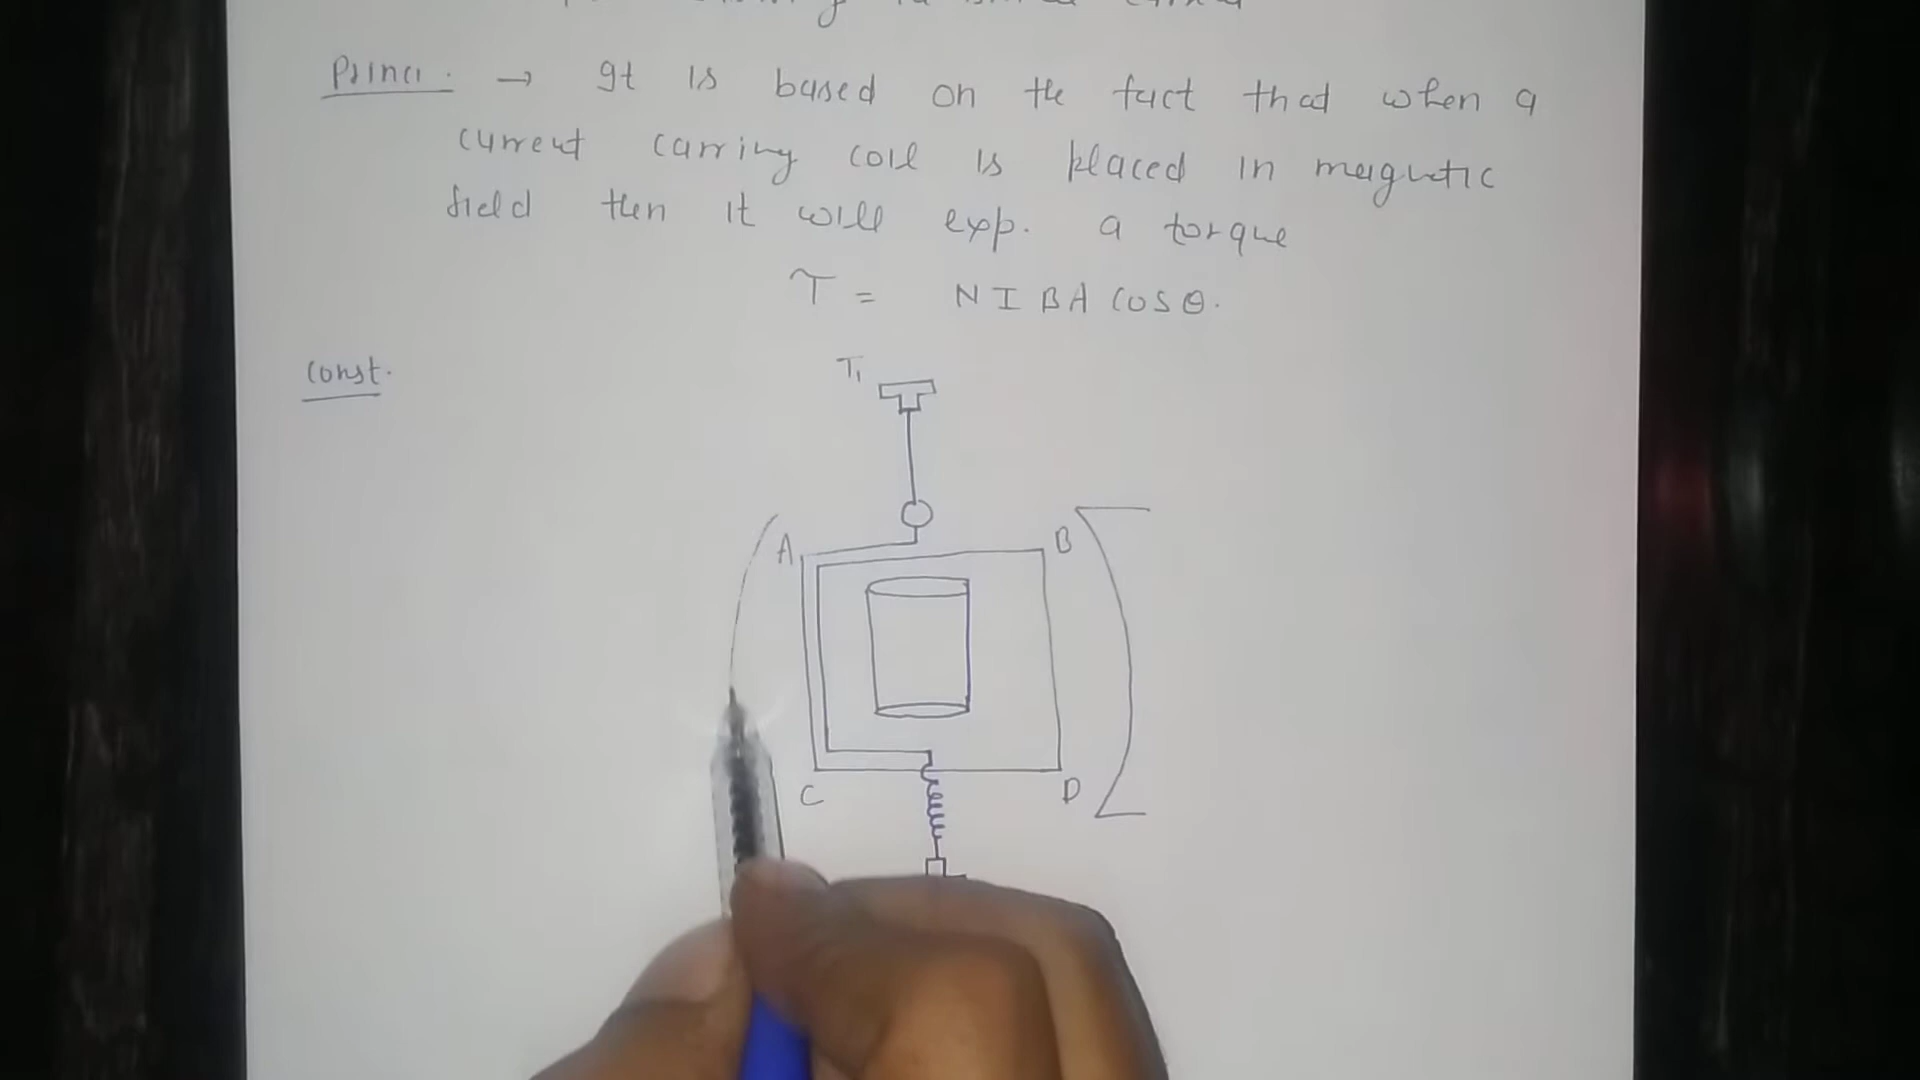 Princi. → It is based on the fact that when a
current carriny coil is placed in magnetic
field then it will exp. a torque
τ = NIBA cosθ.
const.
T₁
A B
C D